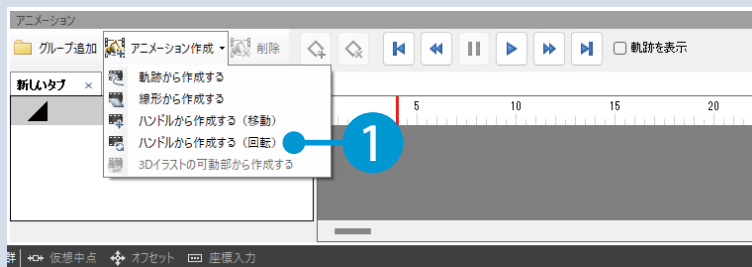 アニメーション
グループ追加 アニメーション作成 削除 軌跡を表示
新しいタブ ×
軌跡から作成する
線形から作成する
ハンドルから作成する（移動）
ハンドルから作成する（回転）
3Dイラストの可動部から作成する
1
5 10 15 20
群 仮想中点 オフセット 座標入力